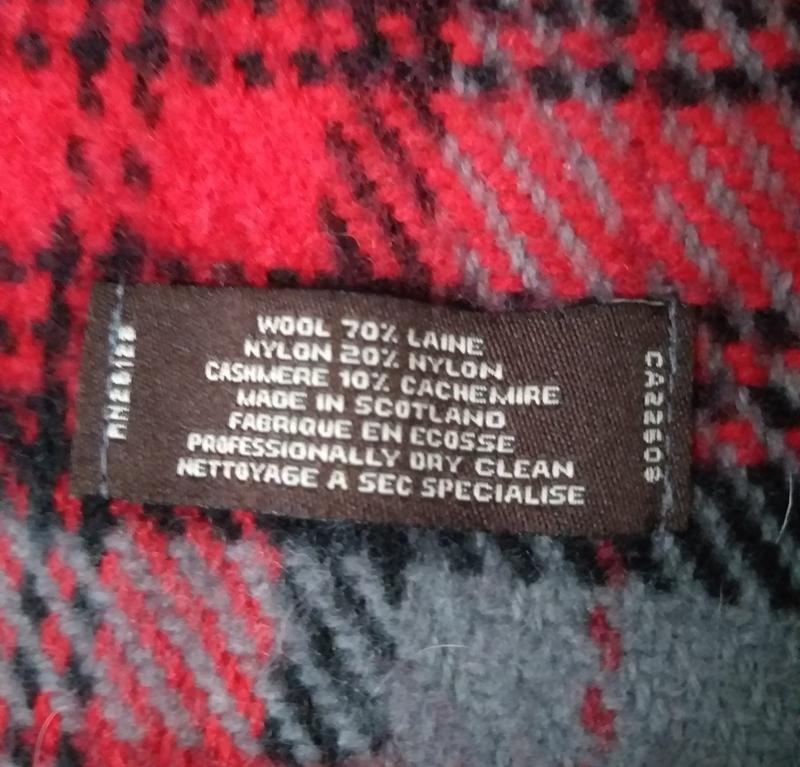 WOOL 70% LAINE
NYLON 20% NYLON
CASHMERE 10% CACHEMIRE
MADE IN SCOTLAND
FABRIQUE EN ECOSSE
PROFESSIONALLY DRY CLEAN
NETTOYAGE A SEC SPECIALISE